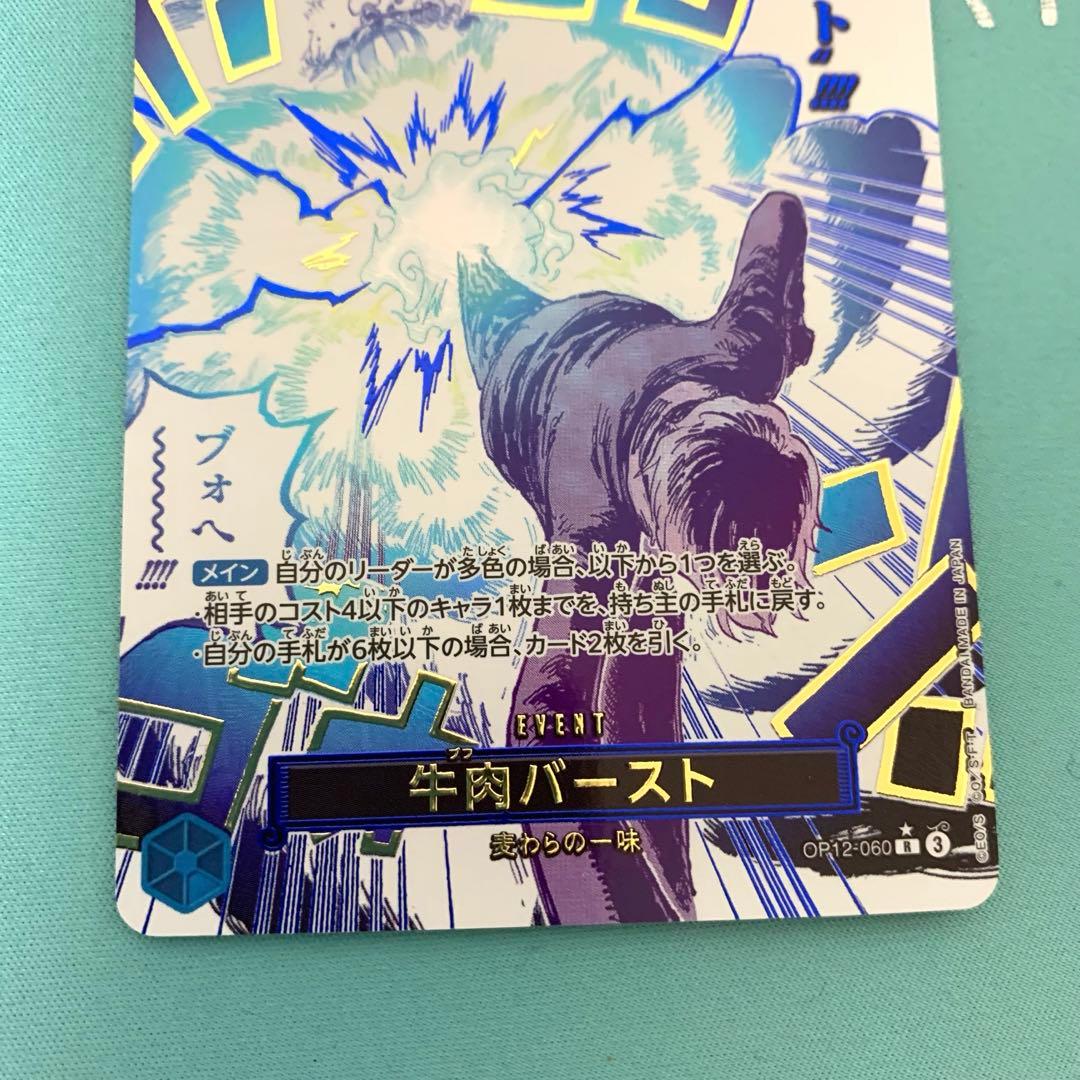 ト"!!!!
ブォへ
~~~!!!!
メイン 自分のリーダーが多色の場合、以下から1つを選ぶ。
・相手のコスト4以下のキャラ1枚までを、持ち主の手札に戻す。
・自分の手札が6枚以下の場合、カード2枚を引く。
EVENT
牛肉バースト
麦わらの一味
OP12-060 R ★ 3
©E.O/S. ©O./S.F.T. BANDAI MADE IN JAPAN